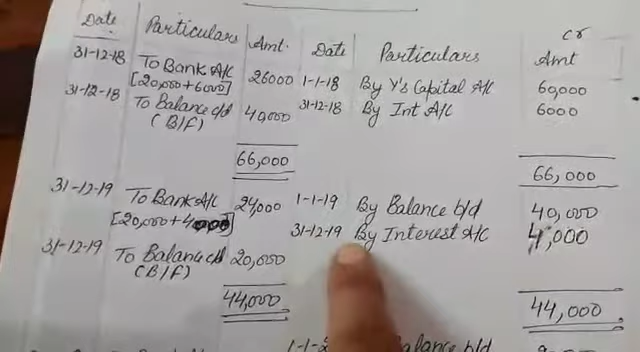 Cr
Date Particulars Amt. Date Particulars Amt
31-12-18 To Bank A/c 26000 1-1-18 By Y's Capital A/c 60,000
[20,000+6000]
31-12-18 To Balance c/d 40,000 31-12-18 By Int A/c 6000
(B/F)
66,000 66,000
31-12-19 To Bank A/c 24,000 1-1-19 By Balance b/d 40,000
[20,000+4000] 31-12-19 By Interest A/c 4,000
31-12-19 To Balance c/d 20,000
(B/F)
44,000 44,000
Balance b/d